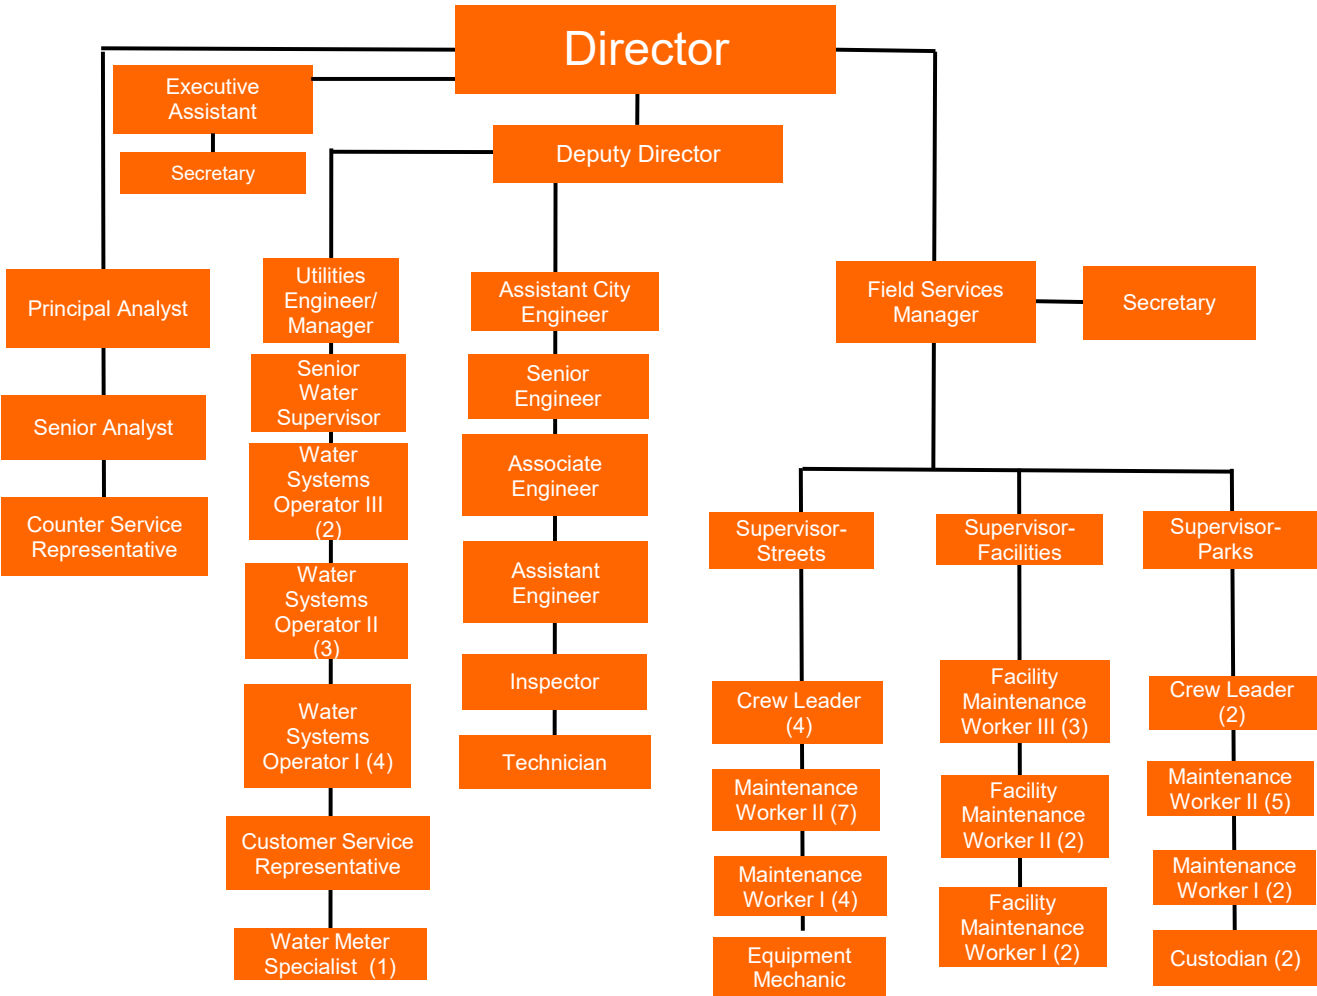 Director
Executive
Assistant
Secretary
Deputy Director
Principal Analyst
Senior Analyst
Counter Service
Representative
Utilities
Engineer/
Manager
Senior
Water
Supervisor
Water
Systems
Operator III
(2)
Water
Systems
Operator II
(3)
Water
Systems
Operator I (4)
Customer Service
Representative
Water Meter
Specialist (1)
Assistant City
Engineer
Senior
Engineer
Associate
Engineer
Assistant
Engineer
Inspector
Technician
Field Services
Manager
Secretary
Supervisor-
Streets
Crew Leader
(4)
Maintenance
Worker II (7)
Maintenance
Worker I (4)
Equipment
Mechanic
Supervisor-
Facilities
Facility
Maintenance
Worker III (3)
Facility
Maintenance
Worker II (2)
Facility
Maintenance
Worker I (2)
Supervisor-
Parks
Crew Leader
(2)
Maintenance
Worker II (5)
Maintenance
Worker I (2)
Custodian (2)